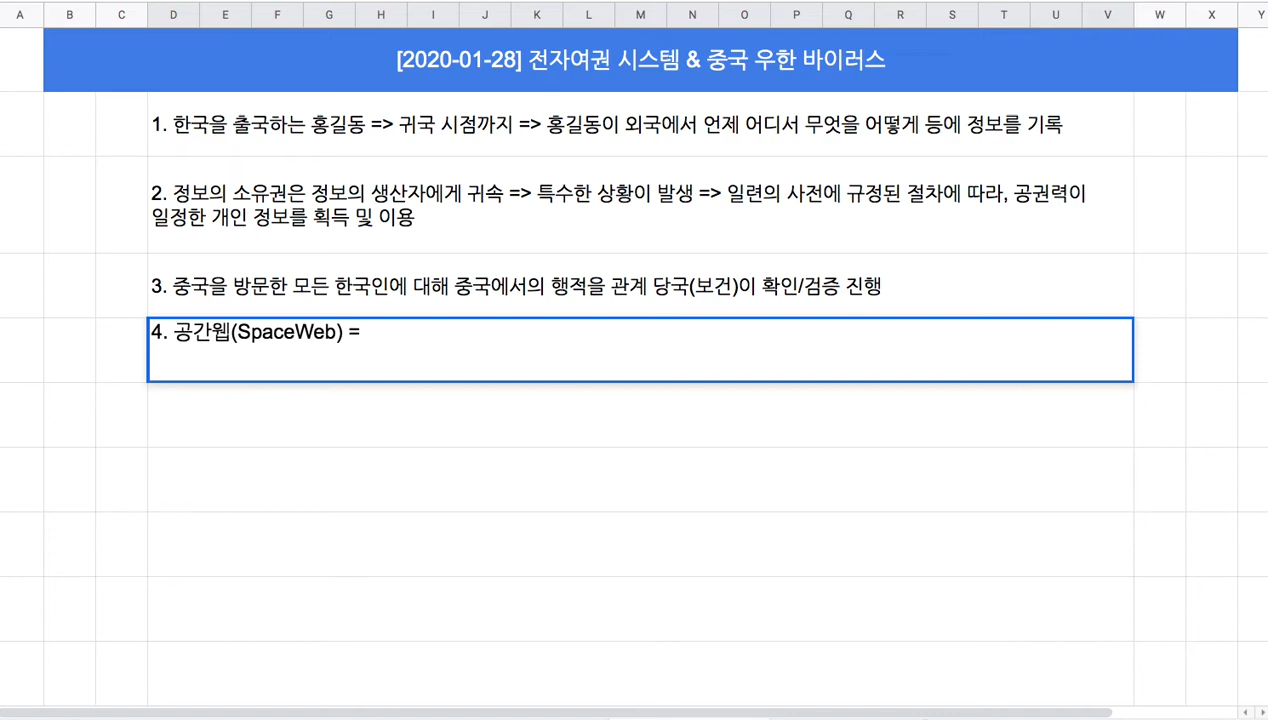 A B C D E F G H I J K L M N O P Q R S T U V W X Y
[2020-01-28] 전자여권 시스템 & 중국 우한 바이러스
1. 한국을 출국하는 홍길동 => 귀국 시점까지 => 홍길동이 외국에서 언제 어디서 무엇을 어떻게 등에 정보를 기록
2. 정보의 소유권은 정보의 생산자에게 귀속 => 특수한 상황이 발생 => 일련의 사전에 규정된 절차에 따라, 공권력이
일정한 개인 정보를 획득 및 이용
3. 중국을 방문한 모든 한국인에 대해 중국에서의 행적을 관계 당국(보건)이 확인/검증 진행
4. 공간웹(SpaceWeb) =